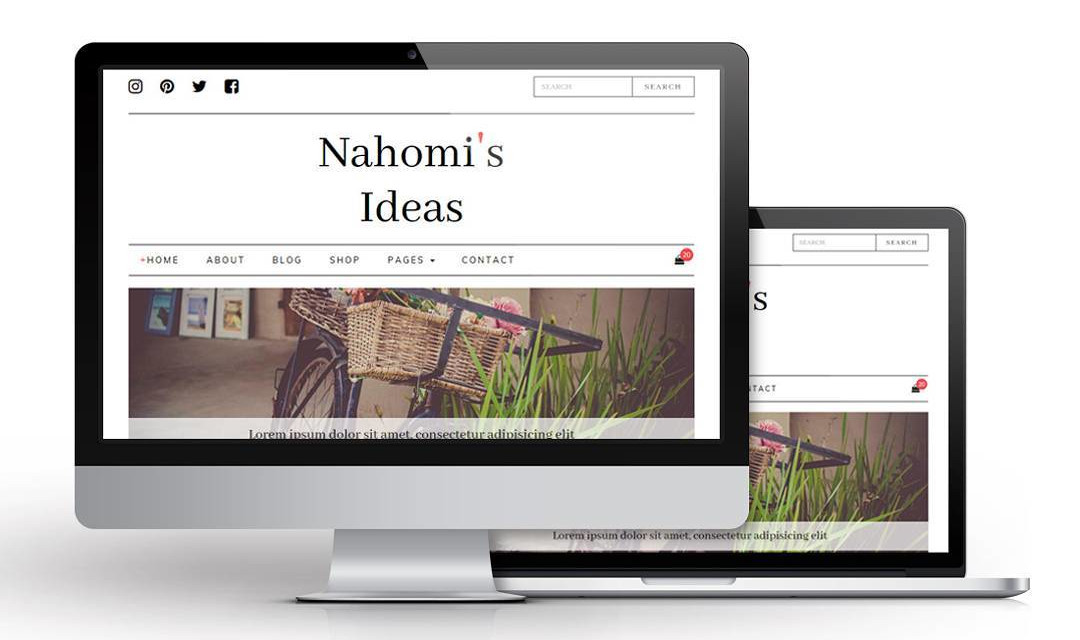 SEARCH SEARCH
Nahomi's
Ideas
+HOME ABOUT BLOG SHOP PAGES CONTACT 20
Lorem ipsum dolor sit amet, consectetur adipisicing elit
SEARCH SEARCH
's
NTACT 20
Lorem ipsum dolor sit amet, consectetur adipisicing elit